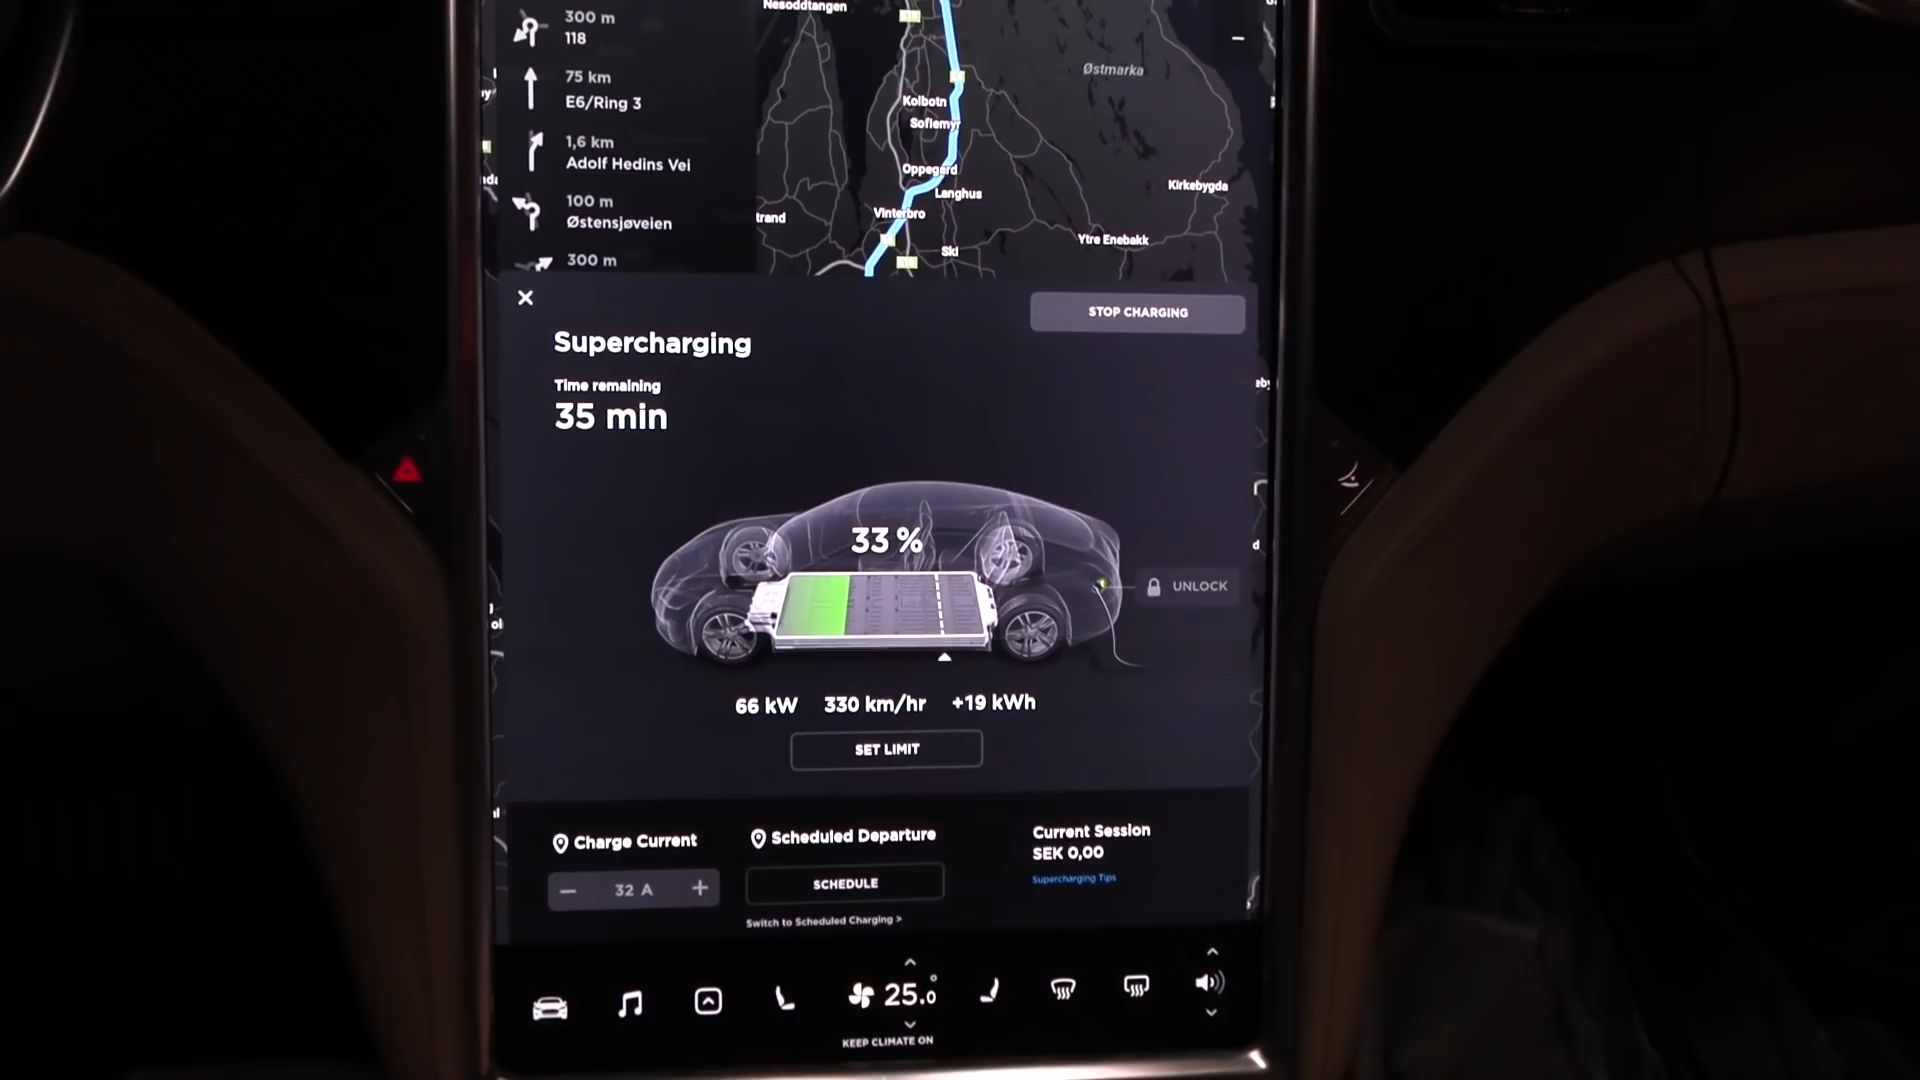 300 m
118
75 km
E6/Ring 3
1,6 km
Adolf Hedins Vei
100 m
Østensjøveien
300 m
Nesoddtangen
Østmarka
Kolbotn
Sofiemyr
Oppegård
Langhus
Kirkebygda
Vinterbro
trand
Ytre Enebakk
Ski
STOP CHARGING
Supercharging
Time remaining
35 min
33 %
UNLOCK
66 kW 330 km/hr +19 kWh
SET LIMIT
Charge Current
32 A
Scheduled Departure
SCHEDULE
Switch to Scheduled Charging >
Current Session
SEK 0,00
Supercharging Tips
25.0°
KEEP CLIMATE ON